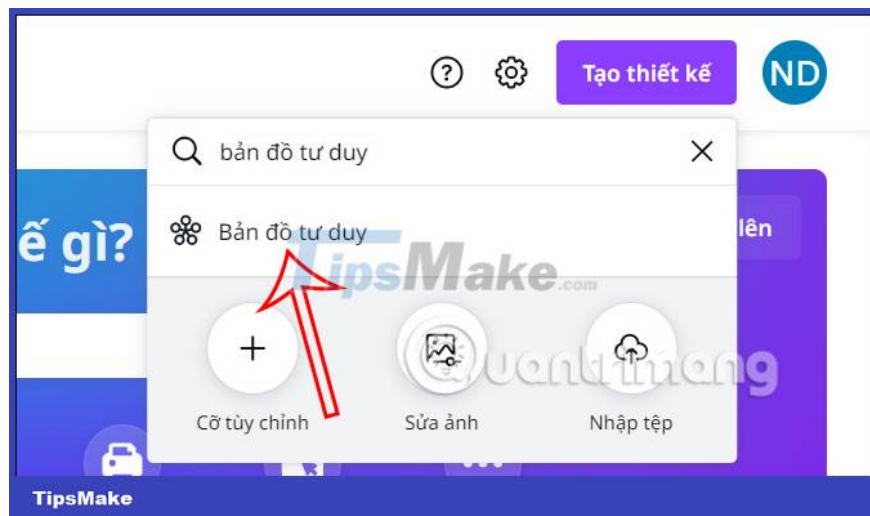 Tạo thiết kế
ND
bản đồ tư duy
ế gì?
Bản đồ tư duy
lên
TipsMake.com
Quantrimang
Cỡ tùy chỉnh
Sửa ảnh
Nhập tệp
TipsMake